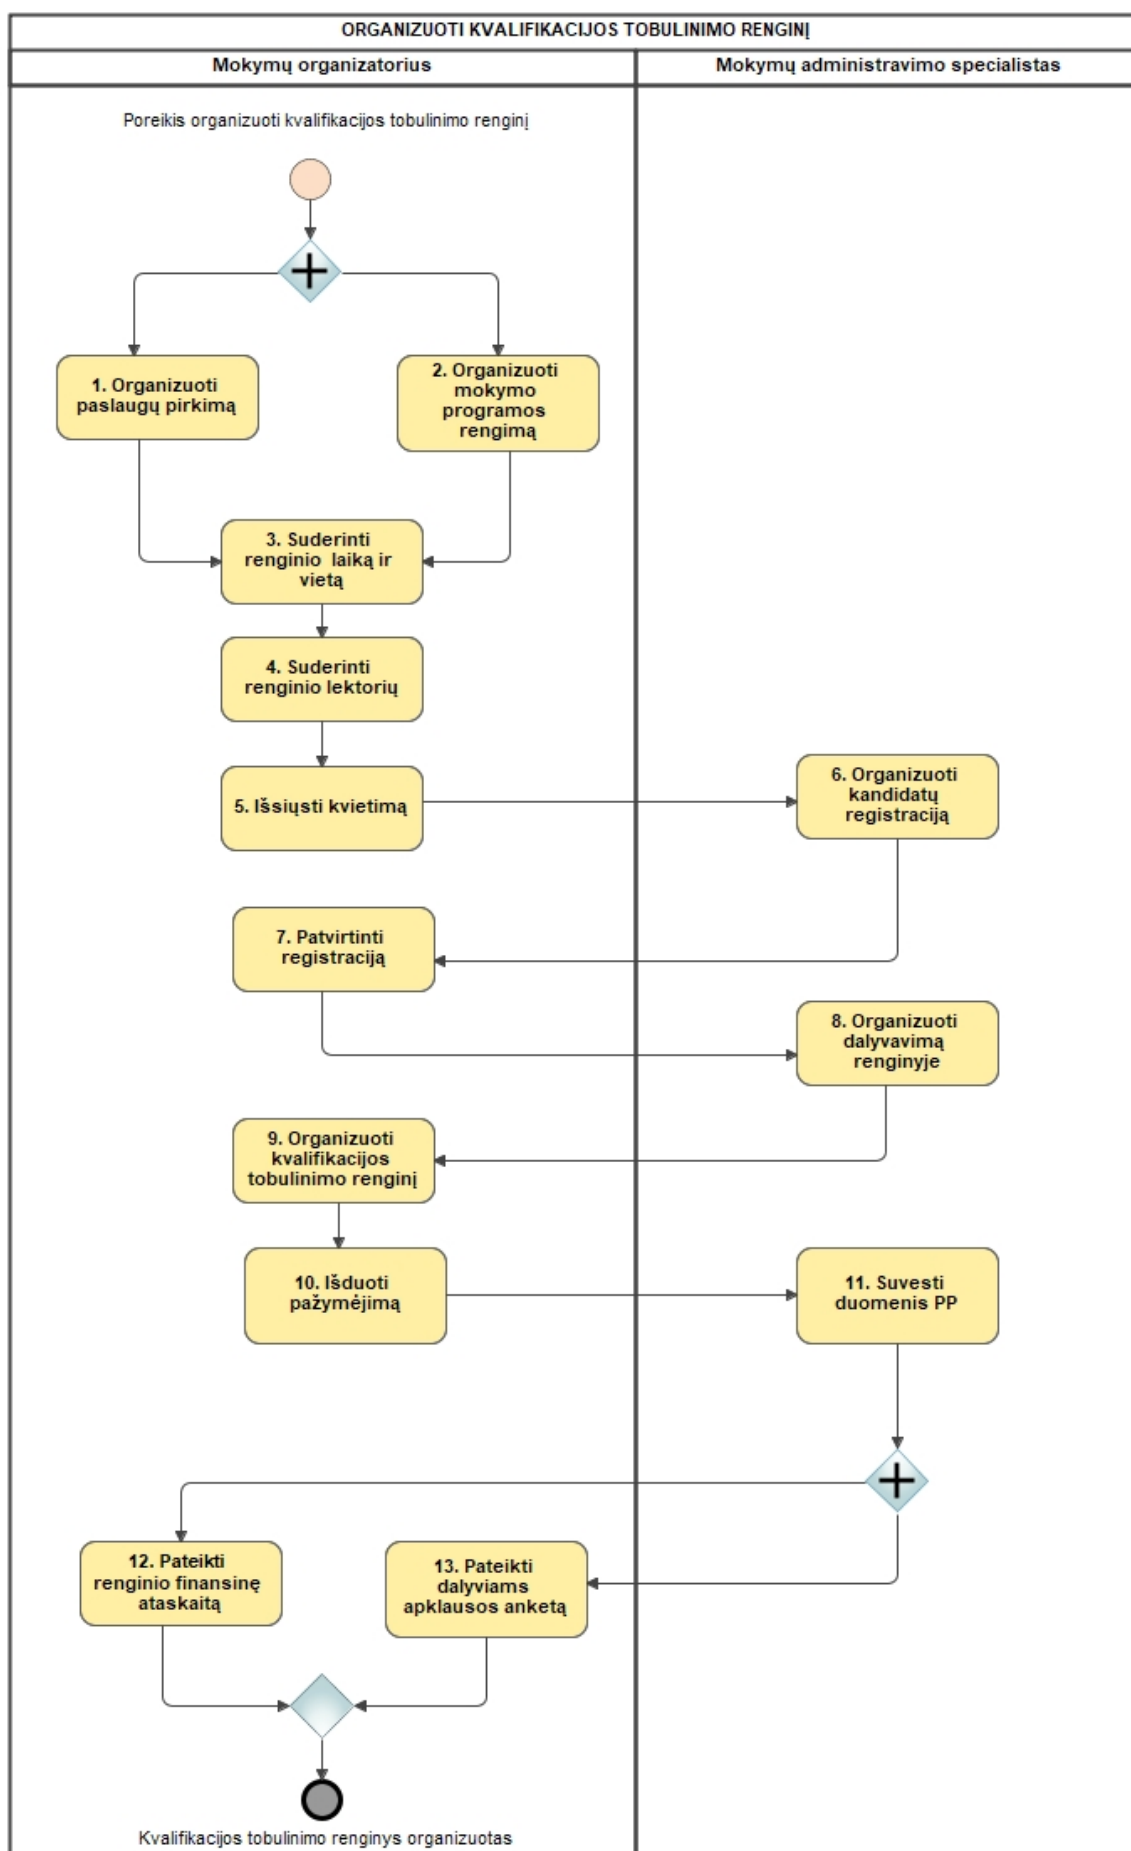 ORGANIZUOTI KVALIFIKACIJOS TOBULINIMO RENGINĮ
Mokymų organizatorius
Mokymų administravimo specialistas
Poreikis organizuoti kvalifikacijos tobulinimo renginį
1. Organizuoti
paslaugų pirkimą
2. Organizuoti
mokymo
programos
rengimą
3. Suderinti
renginio laiką ir
vietą
4. Suderinti
renginio lektorių
5. Išsiųsti kvietimą
6. Organizuoti
kandidatų
registraciją
7. Patvirtinti
registraciją
8. Organizuoti
dalyvavimą
renginyje
9. Organizuoti
kvalifikacijos
tobulinimo renginį
10. Išduoti
pažymėjimą
11. Suvesti
duomenis PP
12. Pateikti
renginio finansinę
ataskaitą
13. Pateikti
dalyviams
apklausos anketą
Kvalifikacijos tobulinimo renginys organizuotas